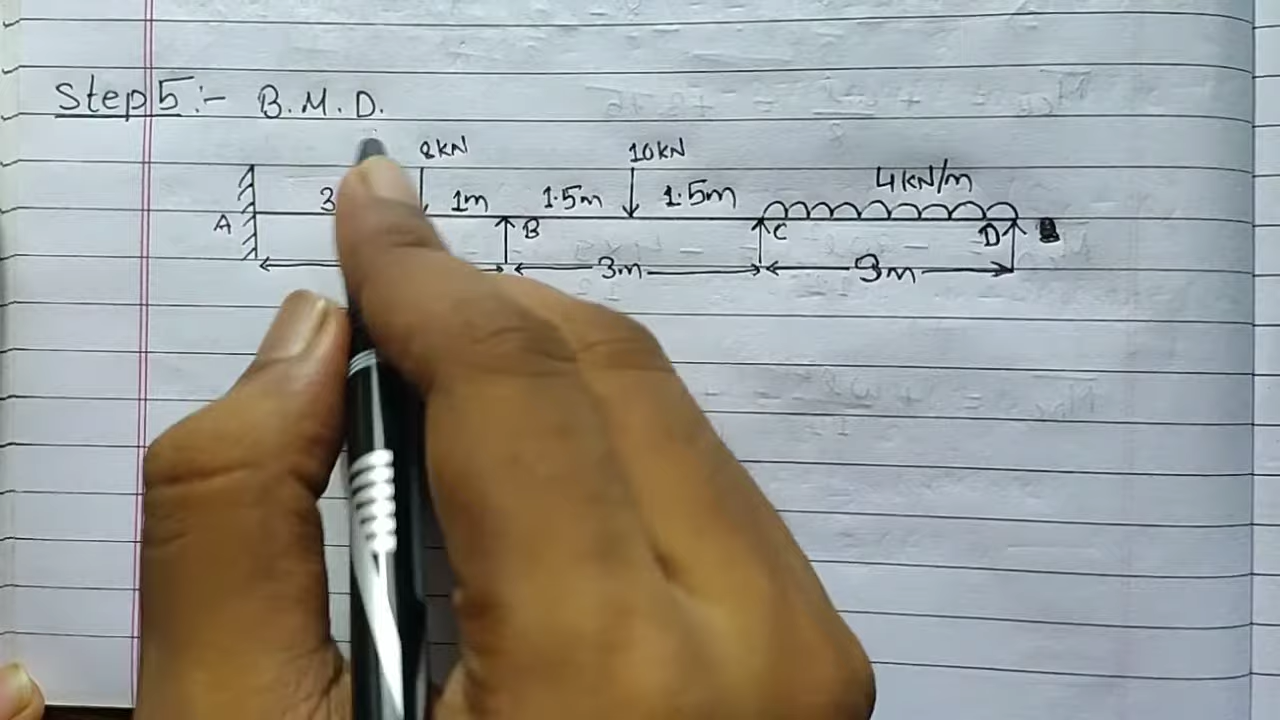 Step 5:- B.M.D.
8KN 10KN
3 1m 1.5m 1.5m 4KN/m
A B C D
3m 3m